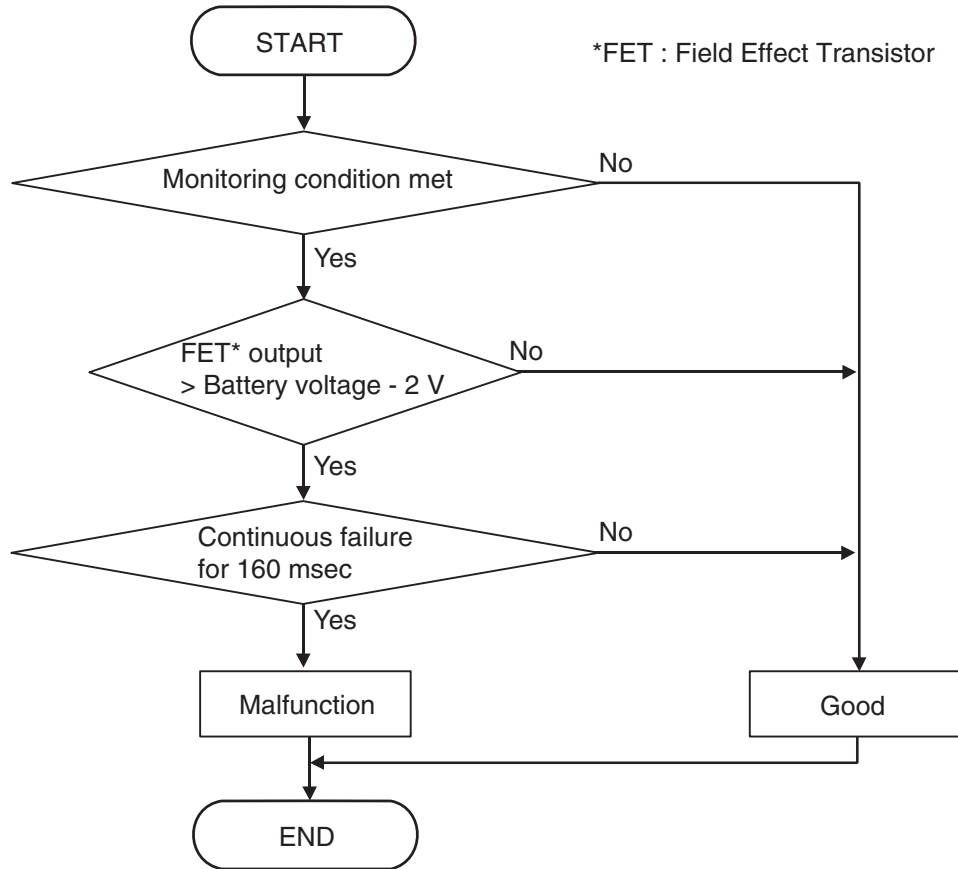 START
*FET : Field Effect Transistor
Monitoring condition met
No
Yes
FET* output
> Battery voltage - 2 V
No
Yes
Continuous failure
for 160 msec
No
Yes
Malfunction
Good
END